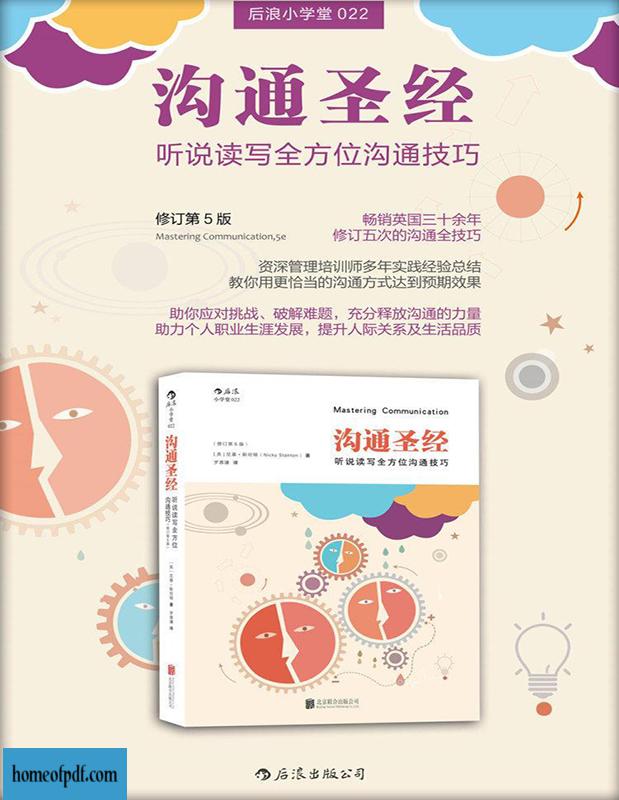 后浪小学堂 022
沟通圣经
听说读写全方位沟通技巧
修订第 5 版
Mastering Communication,5e
畅销英国三十余年
修订五次的沟通全技巧
资深管理培训师多年实践经验总结
教你用更恰当的沟通方式达到预期效果
助你应对挑战、破解难题，充分释放沟通的力量
助力个人职业生涯发展，提升人际关系及生活品质
后浪
小学堂 022
沟通圣经
听说读写全方位
沟通技巧
后浪
小学堂 022
Mastering Communication
沟通圣经
听说读写全方位沟通技巧
（修订第5版）
[英] 尼基·斯坦顿（Nicky Stanton）著
罗慕谦 译
北京联合出版公司
homeofpdf.com
后浪出版公司